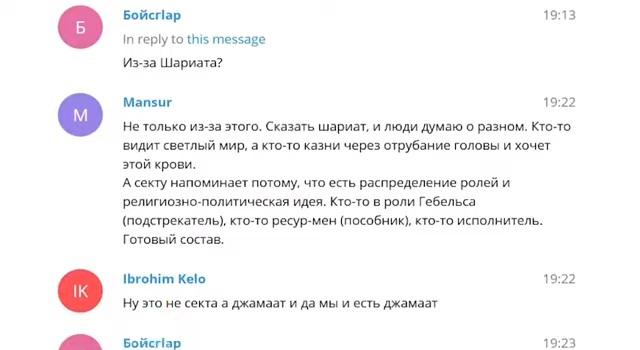 Б
Бойсглар
19:13
In reply to this message
Из-за Шариата?
M
Mansur
19:22
Не только из-за этого. Сказать шариат, и люди думаю о разном. Кто-то
видит светлый мир, а кто-то казни через отрубание головы и хочет
этой крови.
А секту напоминает потому, что есть распределение ролей и
религиозно-политическая идея. Кто-то в роли Гебельса
(подстрекатель), кто-то ресур-мен (пособник), кто-то исполнитель.
Готовый состав.
IK
Ibrohim Kelo
19:22
Ну это не секта а джамаат и да мы и есть джамаат
Бойсглар
19:23